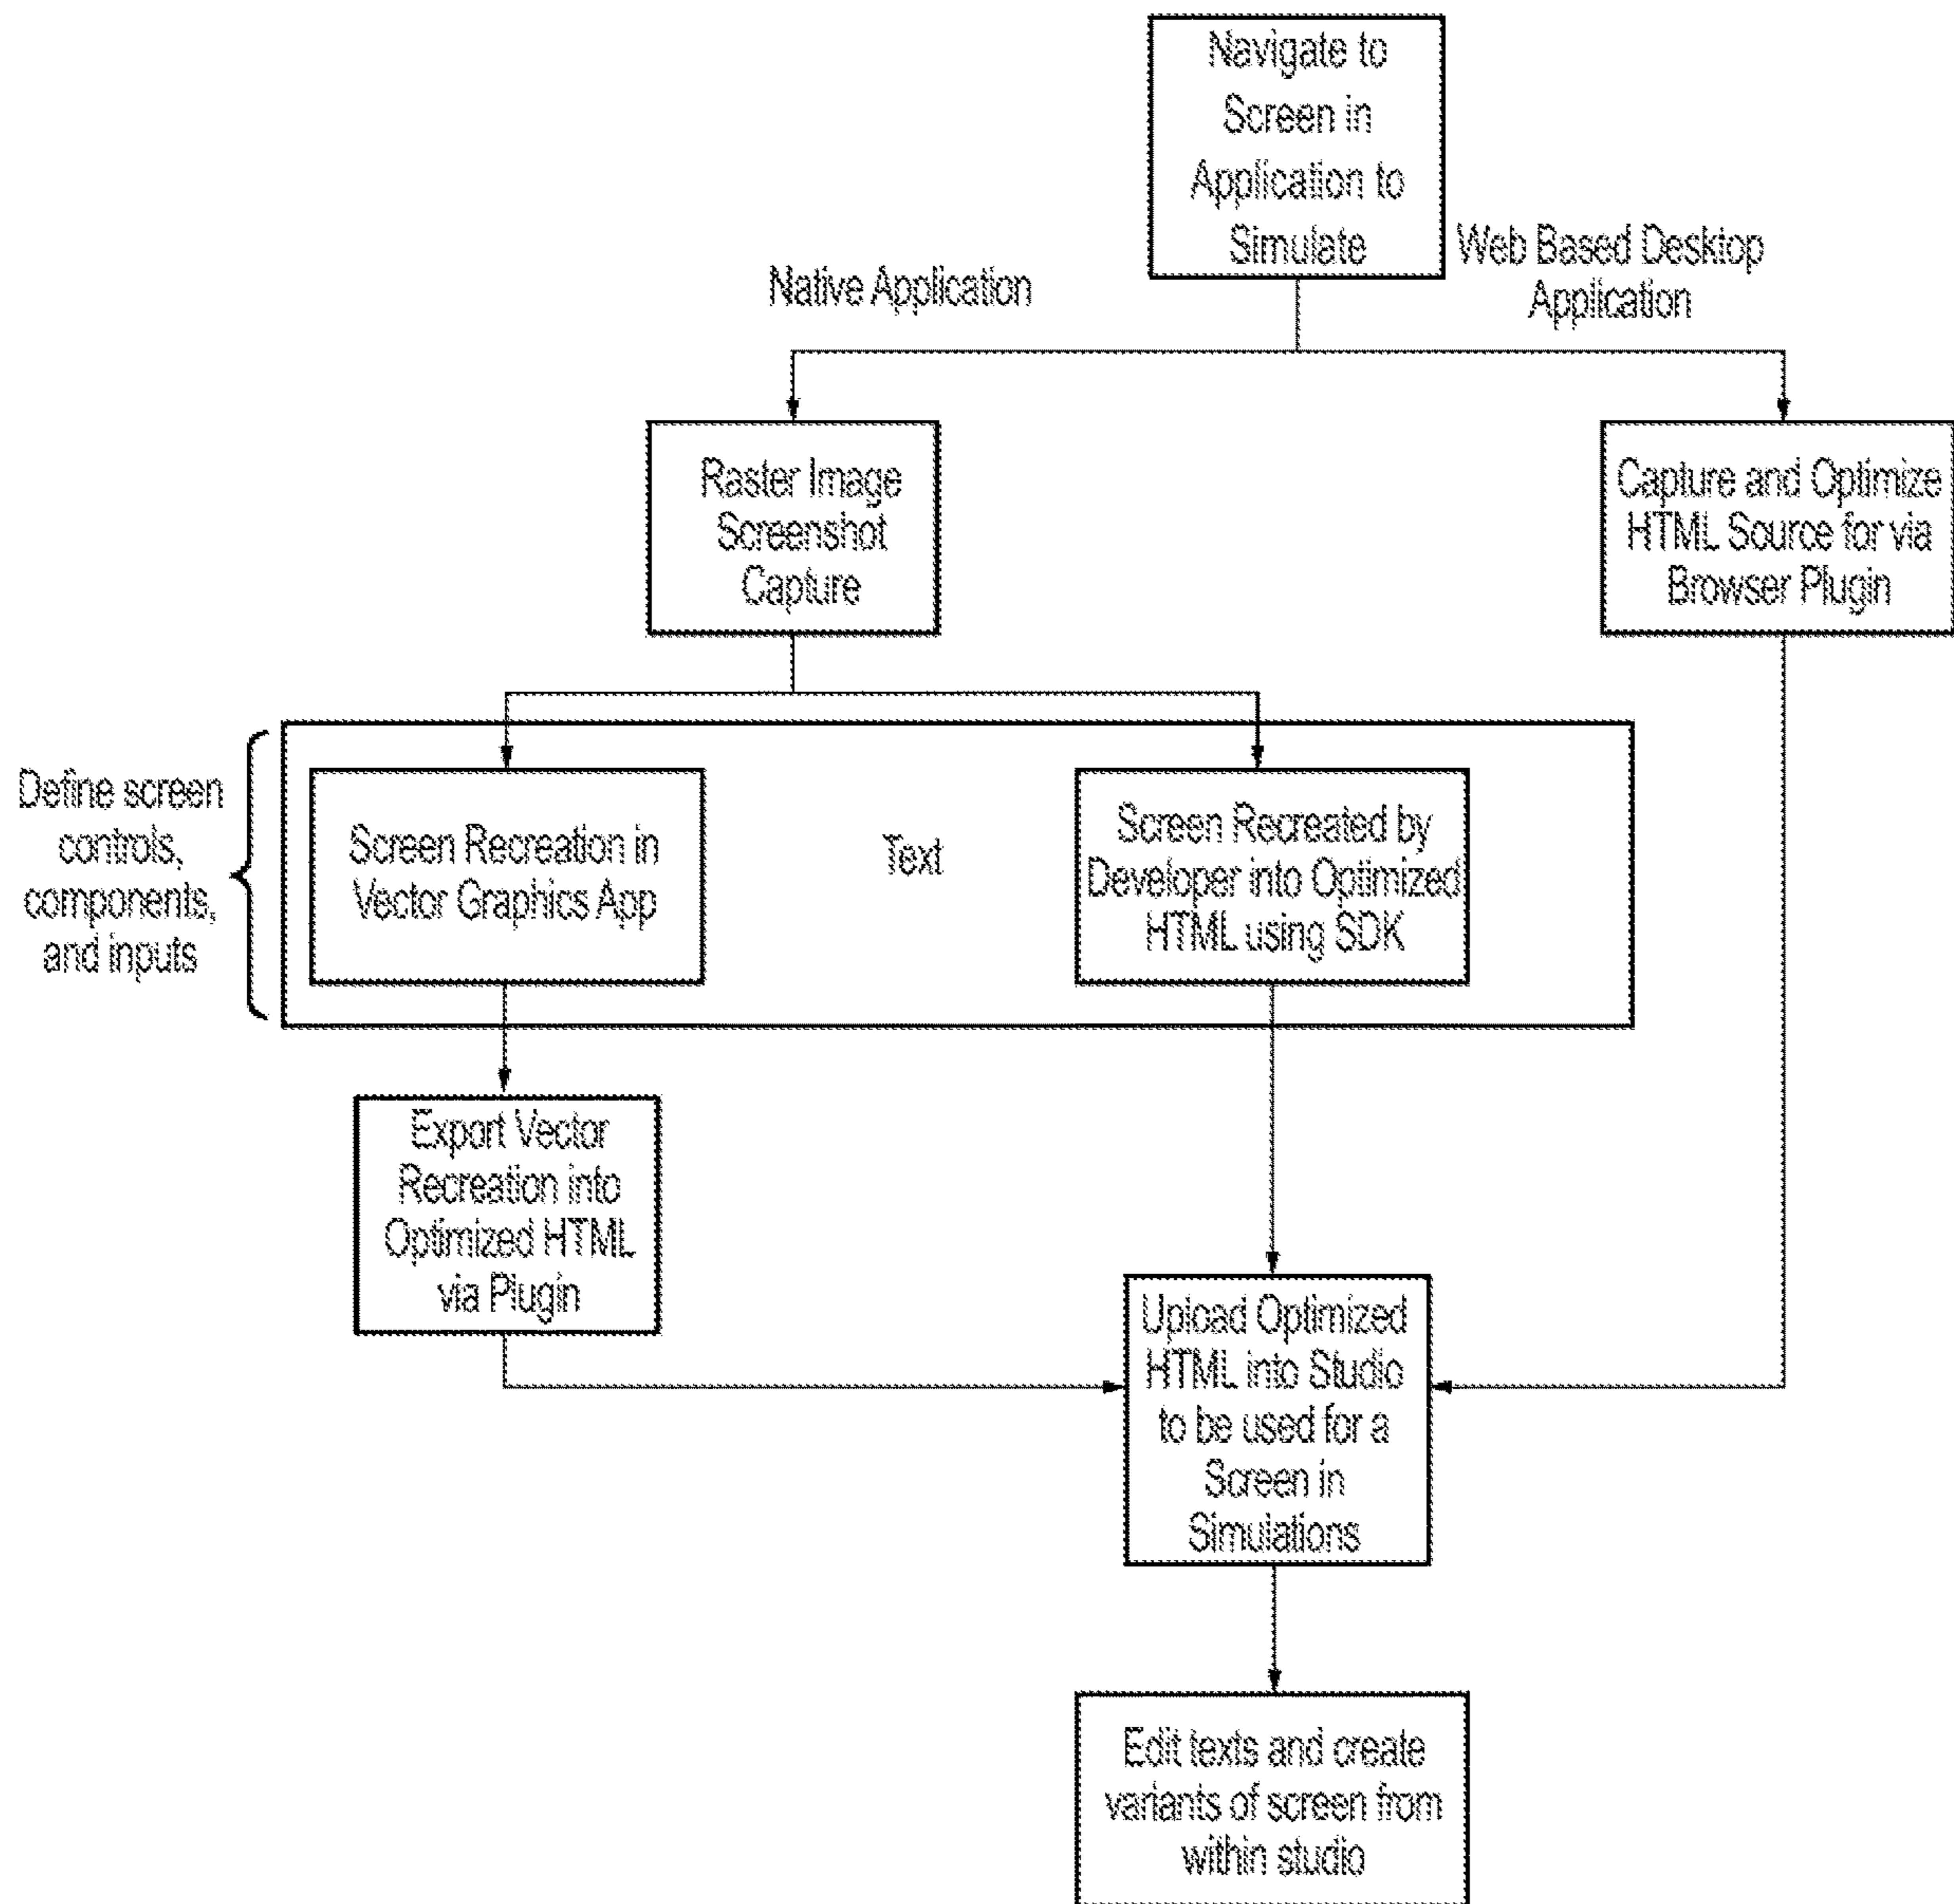 Navigate to
Screen in
Application to
Simulate
Native Application
Web Based Desktop
Application
Raster Image
Screenshot
Capture
Capture and Optimize
HTML Source for via
Browser Plugin
Define screen
controls,
components,
and inputs
Screen Recreation in
Vector Graphics App
Text
Screen Recreated by
Developer into Optimized
HTML using SDK
Export Vector
Recreation into
Optimized HTML
via Plugin
Upload Optimized
HTML into Studio
to be used for a
Screen in
Simulations
Edit texts and create
variants of screen from
within studio